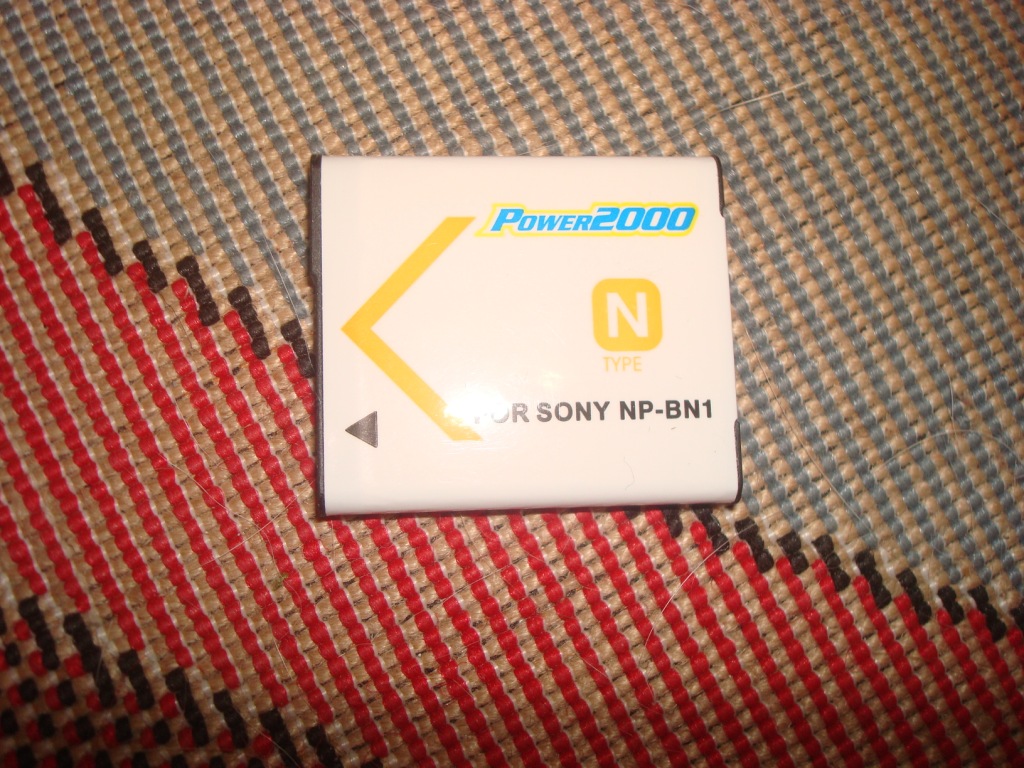 POWER2000
N
TYPE
FOR SONY NP-BN1